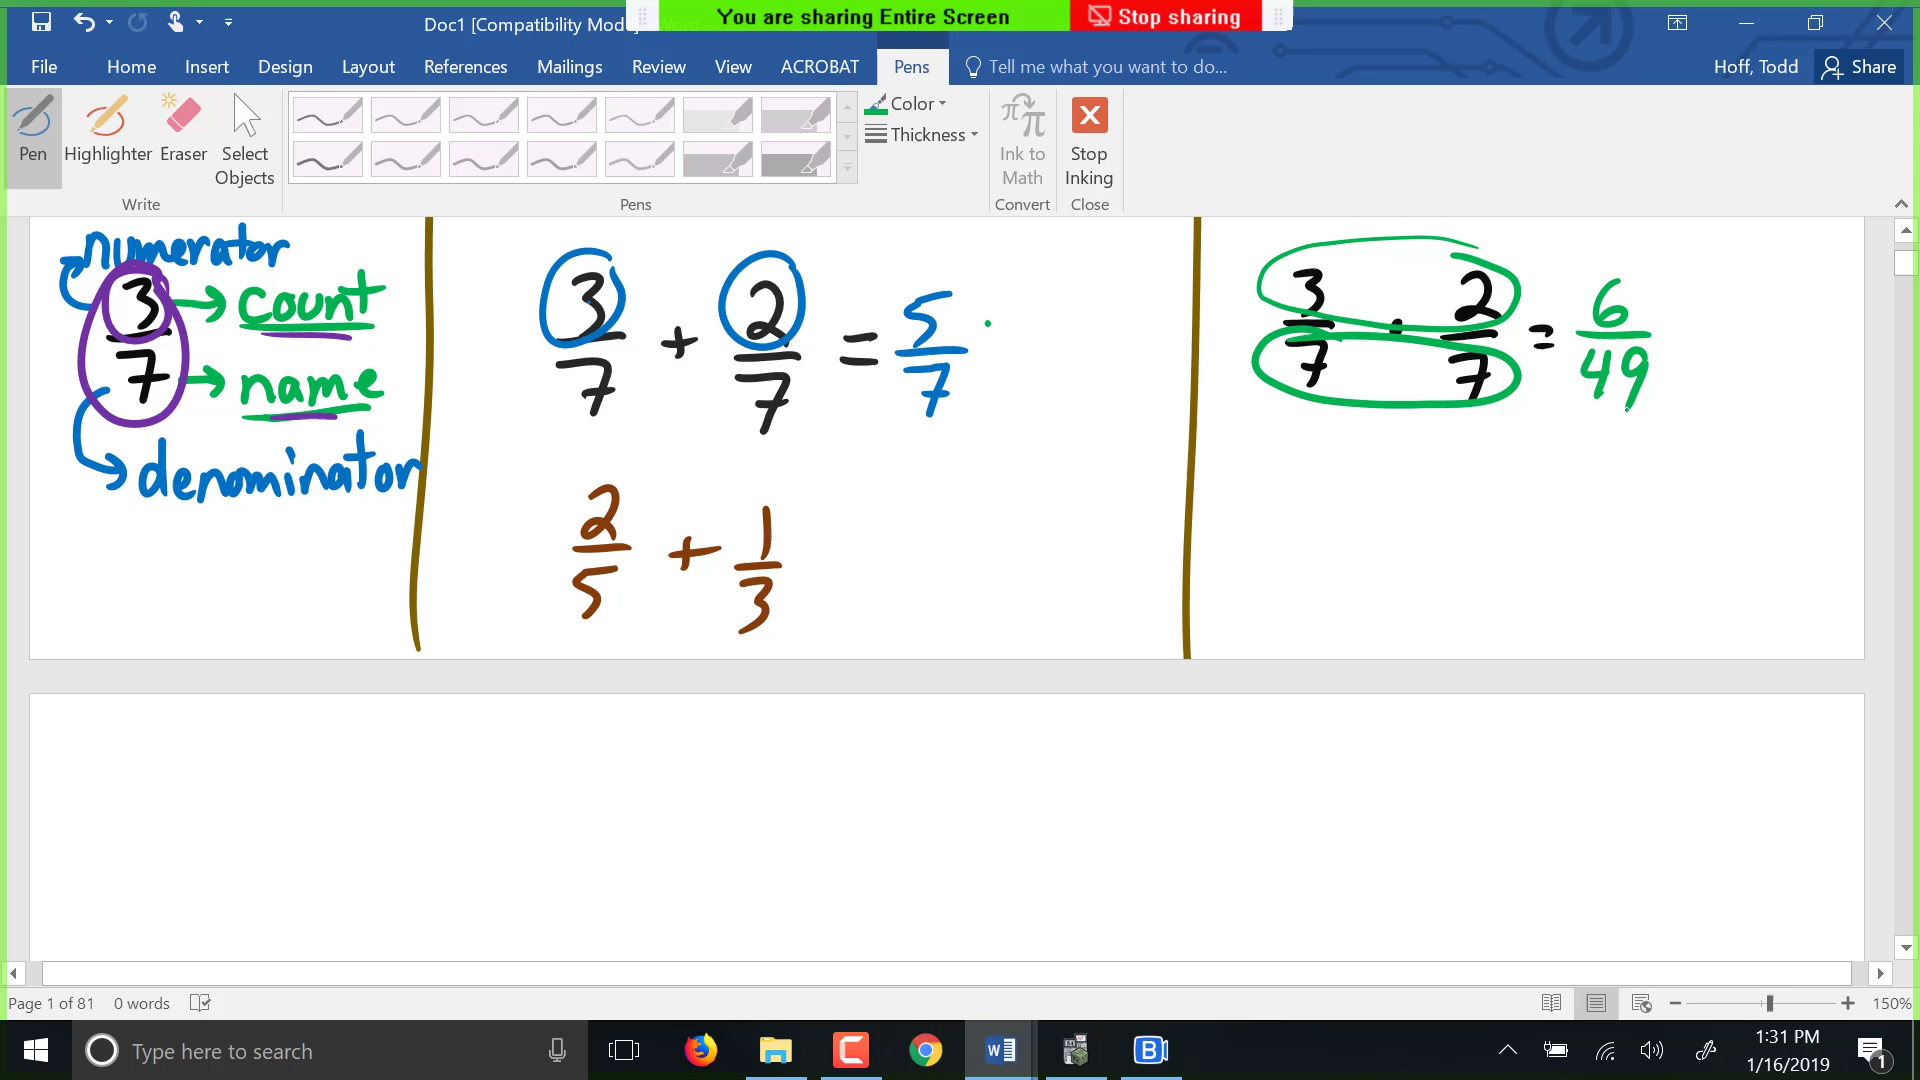 Doc1 [Compatibility Mod
You are sharing Entire Screen
Stop sharing
File Home Insert Design Layout References Mailings Review View ACROBAT Pens Tell me what you want to do... Hoff, Todd Share
Pen Highlighter Eraser Select Objects
Color
Thickness
Ink to Math
Stop Inking
Write Pens Convert Close
numerator
3/7
count
name
denominator
3/7 + 2/7 = 5/7
2/5 + 1/3
3/7 · 2/7 = 6/49
Page 1 of 81 0 words 150%
Type here to search
1:31 PM
1/16/2019
1